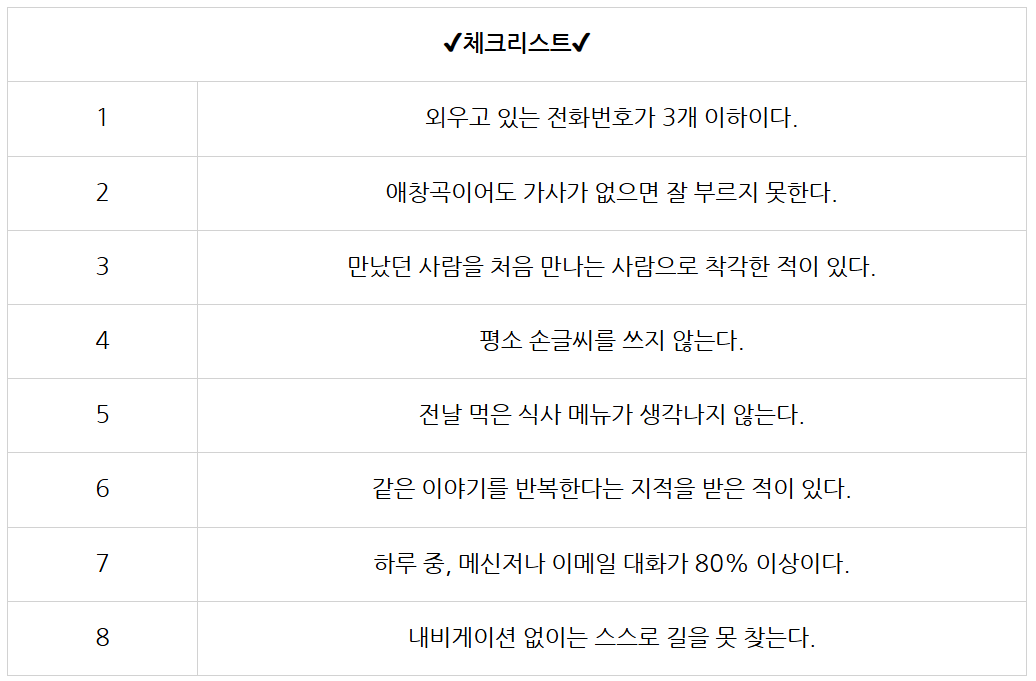 ✔체크리스트✔
1 외우고 있는 전화번호가 3개 이하이다.
2 애창곡이어도 가사가 없으면 잘 부르지 못한다.
3 만났던 사람을 처음 만나는 사람으로 착각한 적이 있다.
4 평소 손글씨를 쓰지 않는다.
5 전날 먹은 식사 메뉴가 생각나지 않는다.
6 같은 이야기를 반복한다는 지적을 받은 적이 있다.
7 하루 중, 메신저나 이메일 대화가 80% 이상이다.
8 내비게이션 없이는 스스로 길을 못 찾는다.